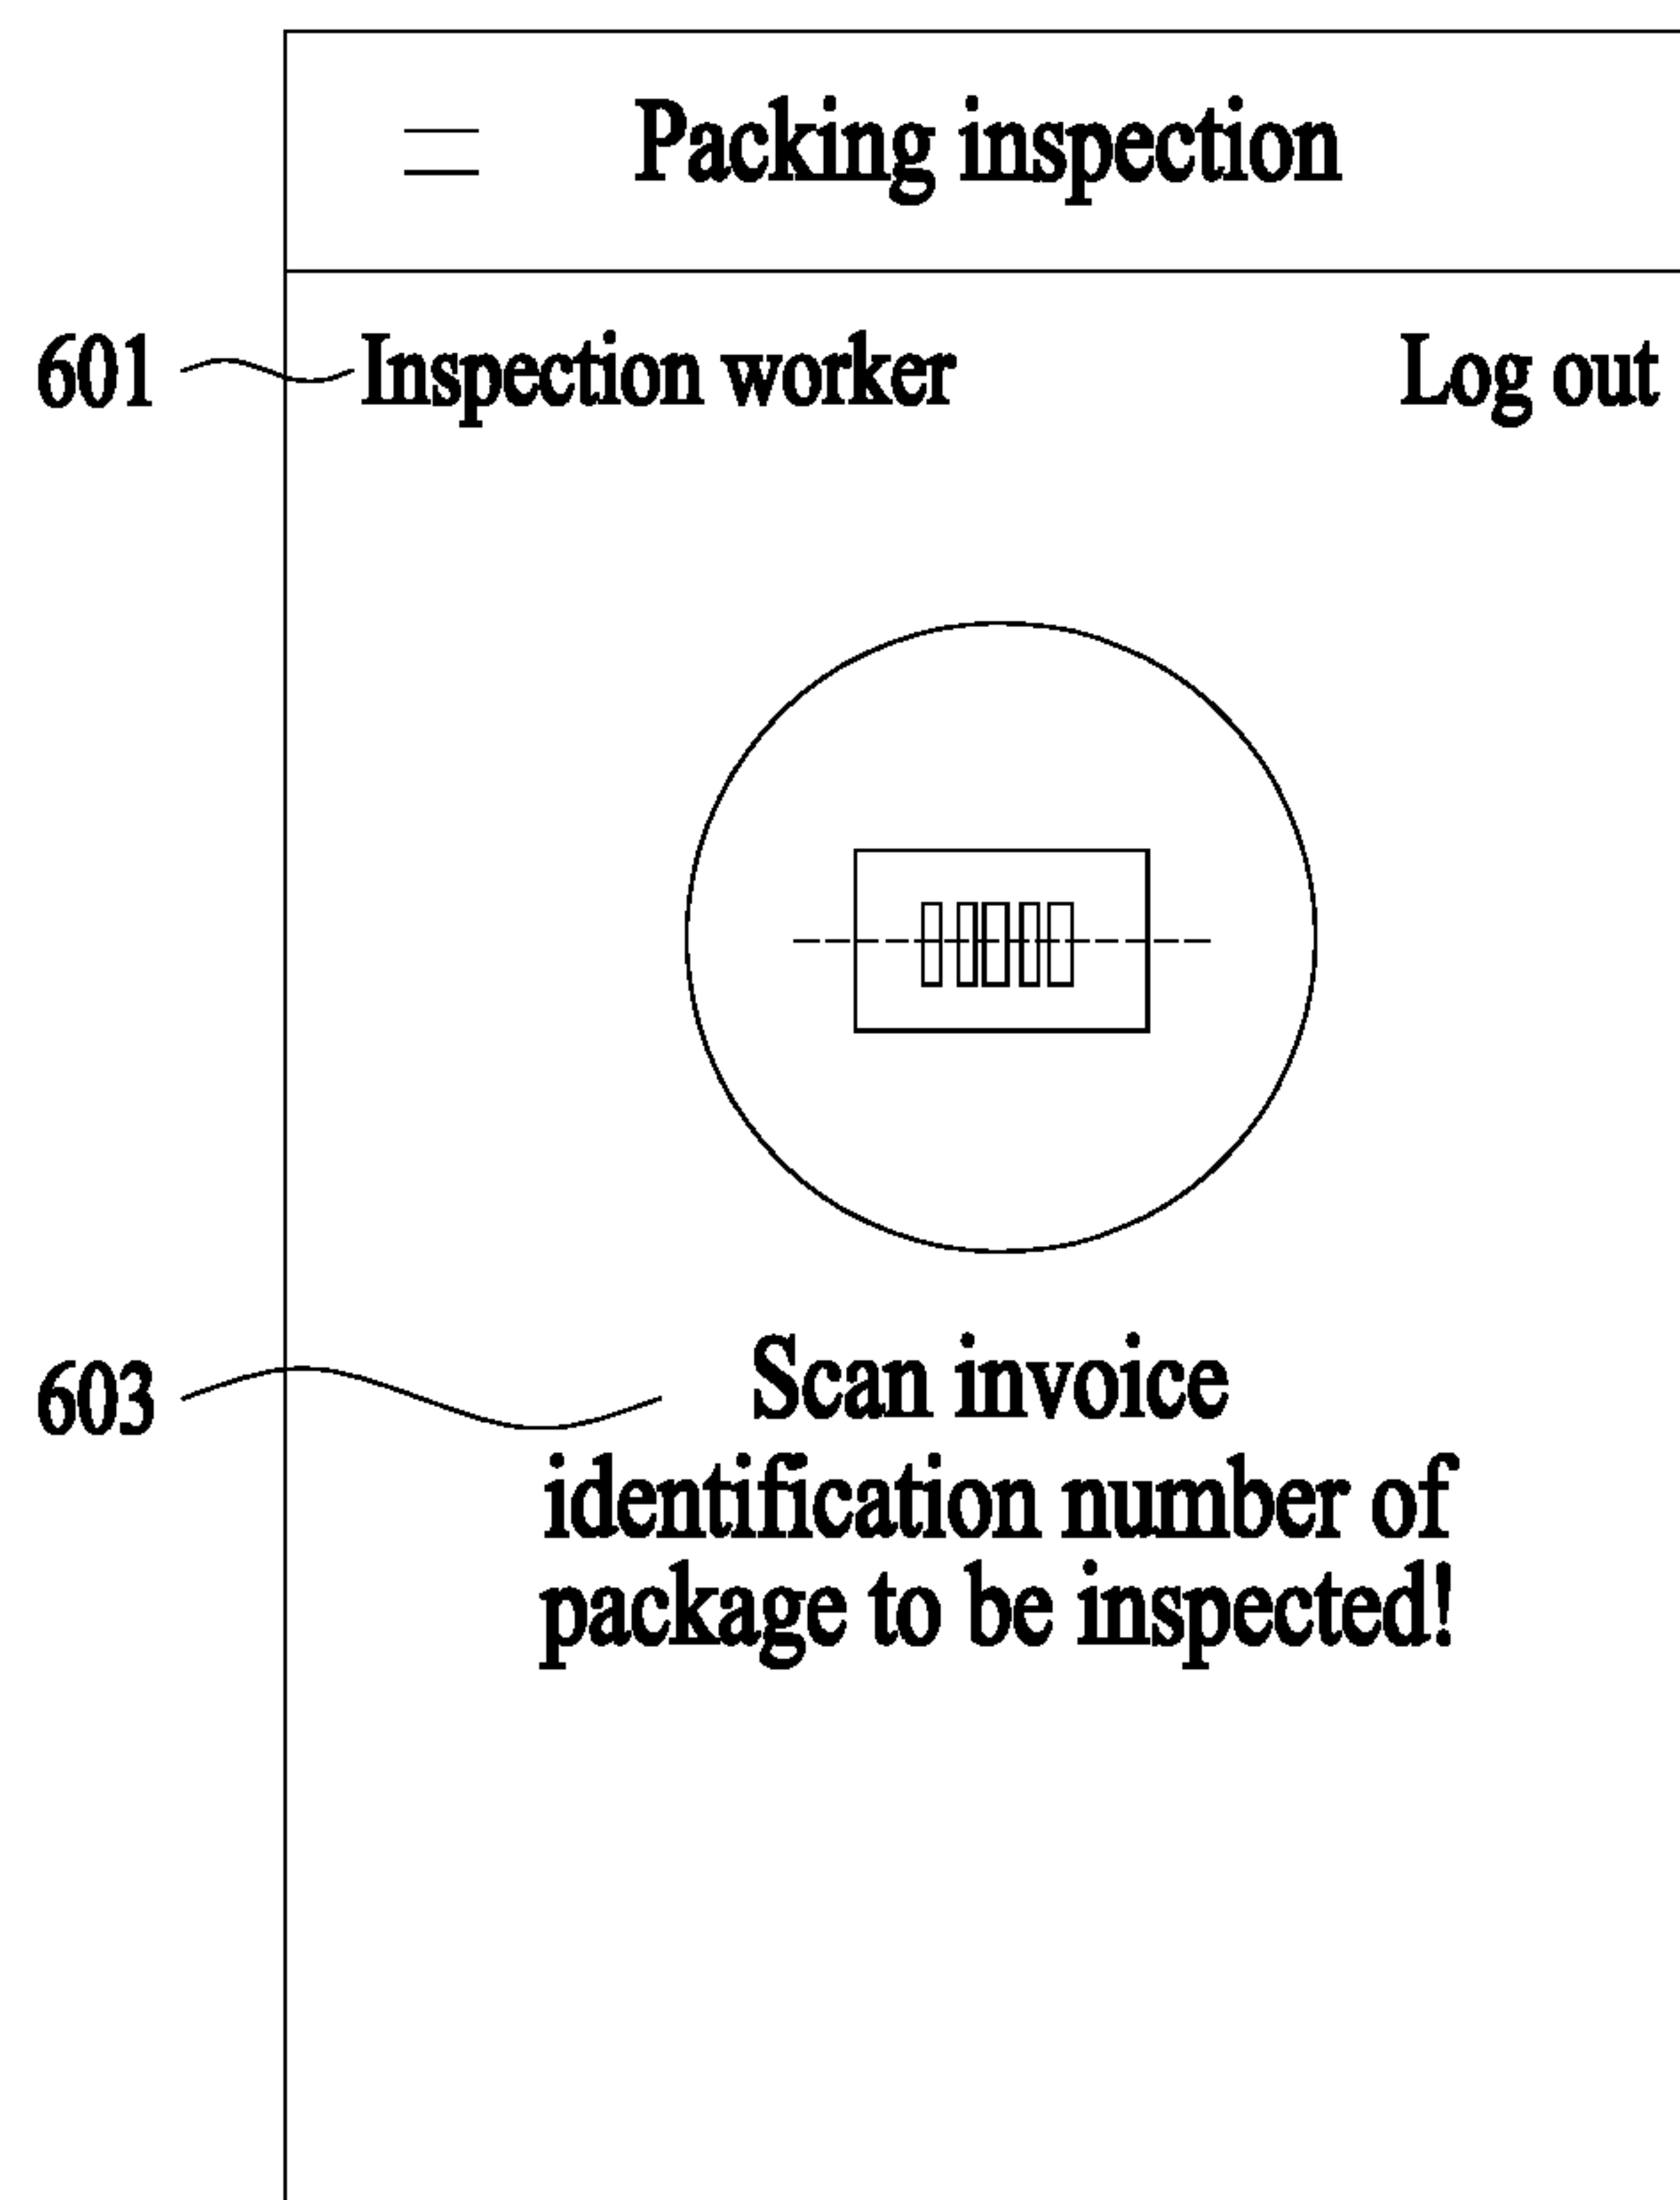 Packing inspection
601 Inspection worker Log out
603 Scan invoice
identification number of
package to be inspected!